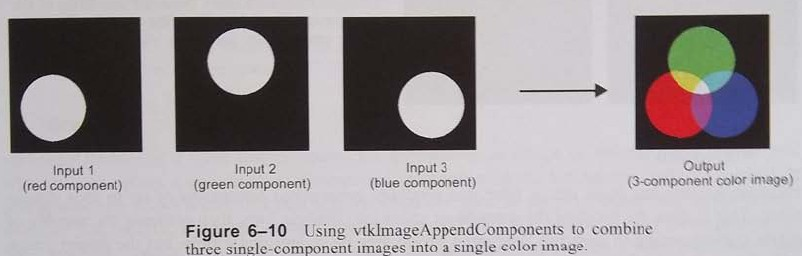 Input 1
(red component)
Input 2
(green component)
Input 3
(blue component)
Output
(3-component color image)
Figure 6–10 Using vtkImageAppendComponents to combine
three single-component images into a single color image.